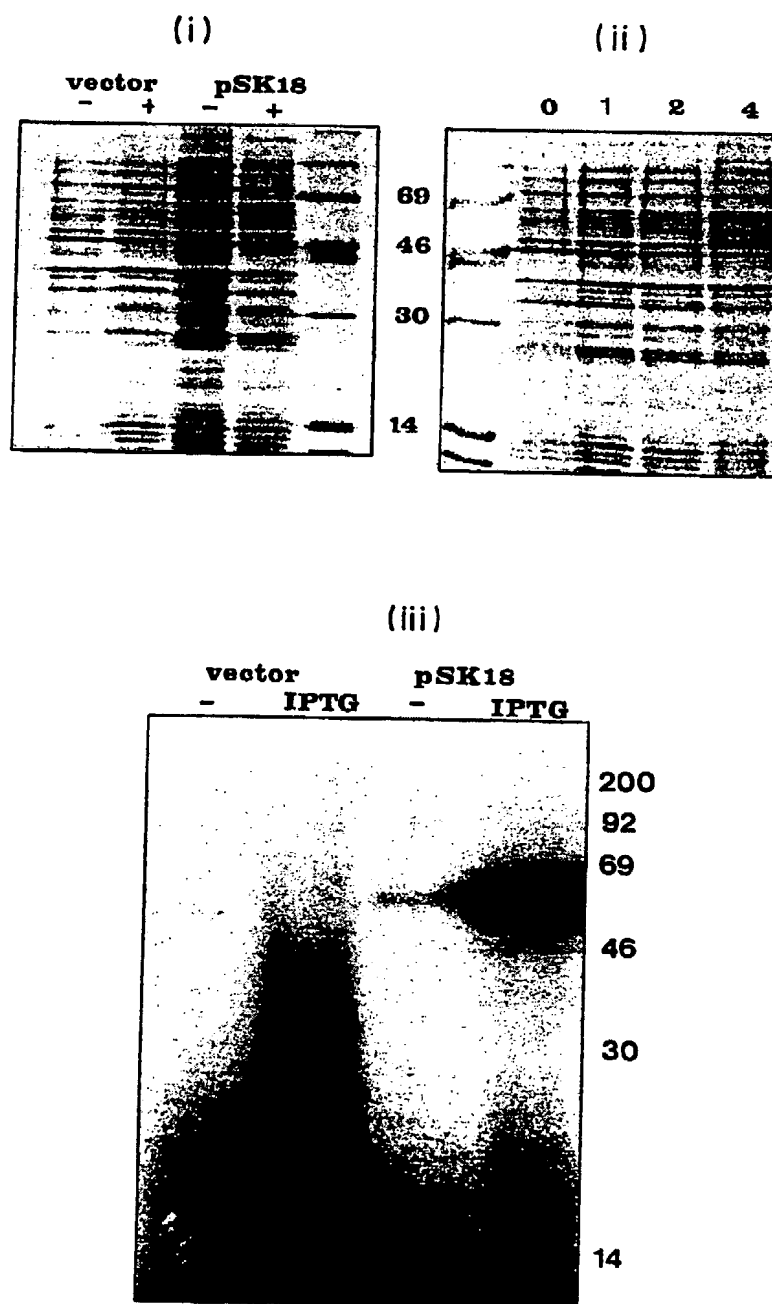 (i)
vector pSK18
- + - +
(ii)
0 1 2 4
69
46
30
14
(iii)
vector pSK18
- IPTG - IPTG
200
92
69
46
30
14